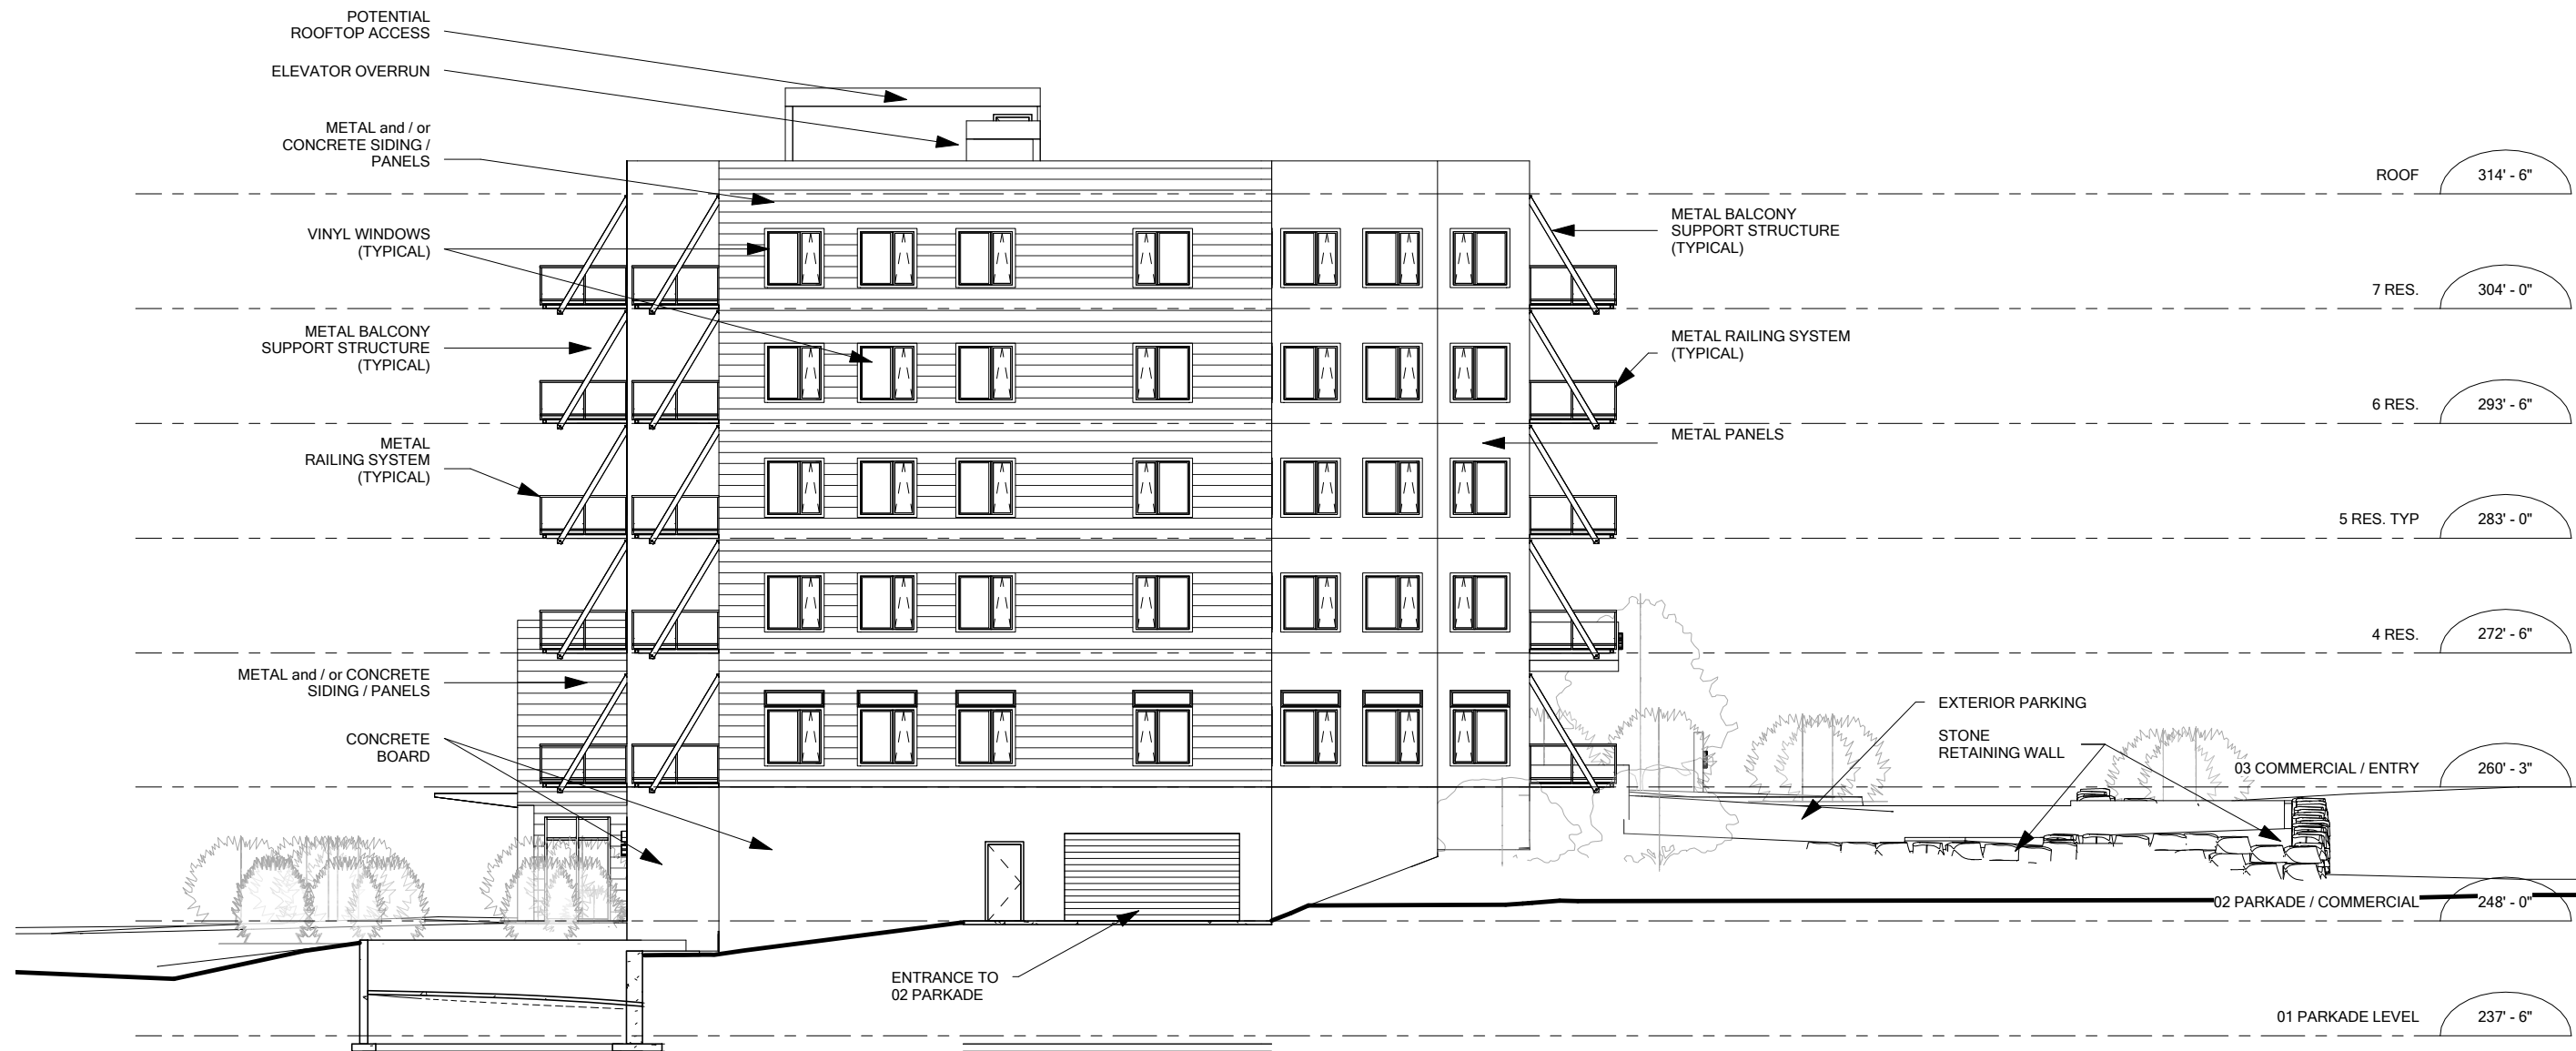 POTENTIAL
ROOFTOP ACCESS
ELEVATOR OVERRUN
METAL and / or
CONCRETE SIDING /
PANELS
VINYL WINDOWS
(TYPICAL)
METAL BALCONY
SUPPORT STRUCTURE
(TYPICAL)
METAL
RAILING SYSTEM
(TYPICAL)
METAL and / or CONCRETE
SIDING / PANELS
CONCRETE
BOARD
ENTRANCE TO
02 PARKADE
METAL BALCONY
SUPPORT STRUCTURE
(TYPICAL)
METAL RAILING SYSTEM
(TYPICAL)
METAL PANELS
EXTERIOR PARKING
STONE
RETAINING WALL
ROOF 314' - 6"
7 RES. 304' - 0"
6 RES. 293' - 6"
5 RES. TYP 283' - 0"
4 RES. 272' - 6"
03 COMMERCIAL / ENTRY 260' - 3"
02 PARKADE / COMMERCIAL 248' - 0"
01 PARKADE LEVEL 237' - 6"